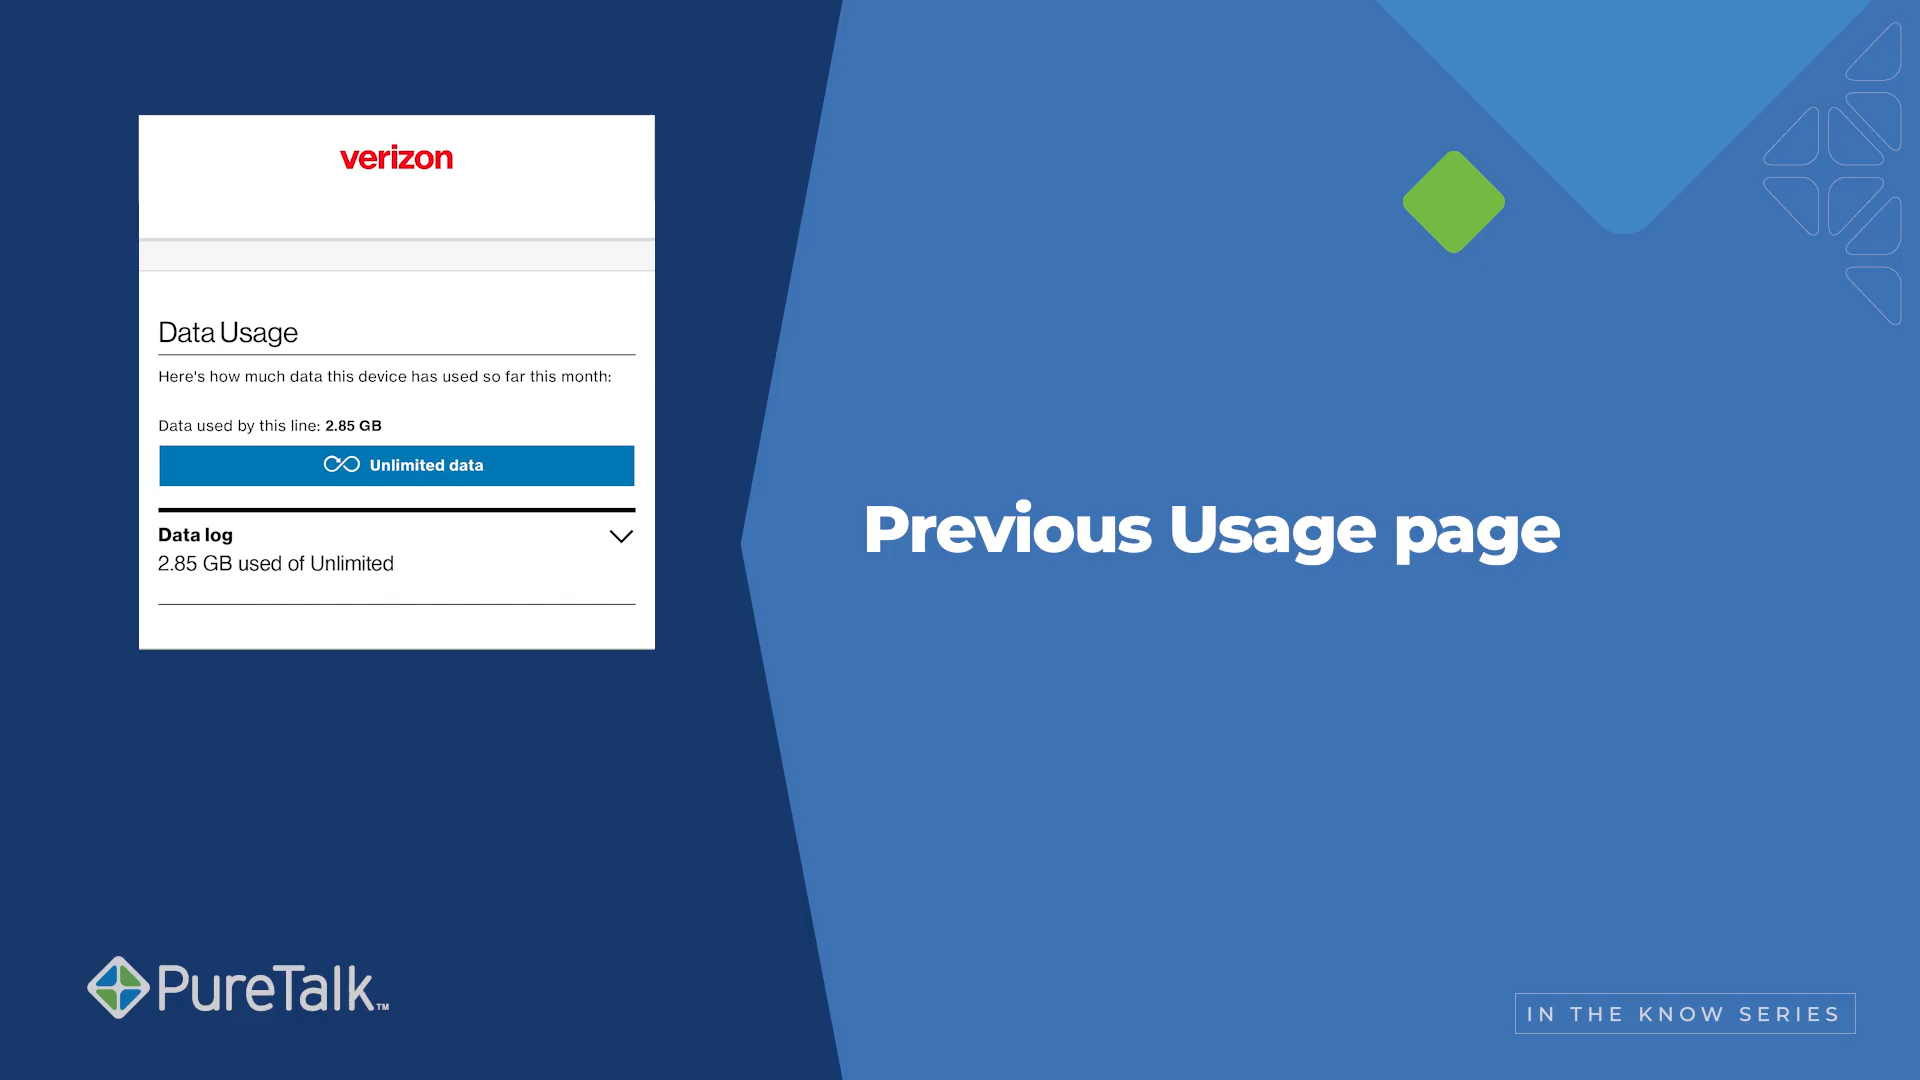 verizon
Data Usage
Here's how much data this device has used so far this month:
Data used by this line: 2.85 GB
Unlimited data
Data log
2.85 GB used of Unlimited
Previous Usage page
PureTalk™
IN THE KNOW SERIES